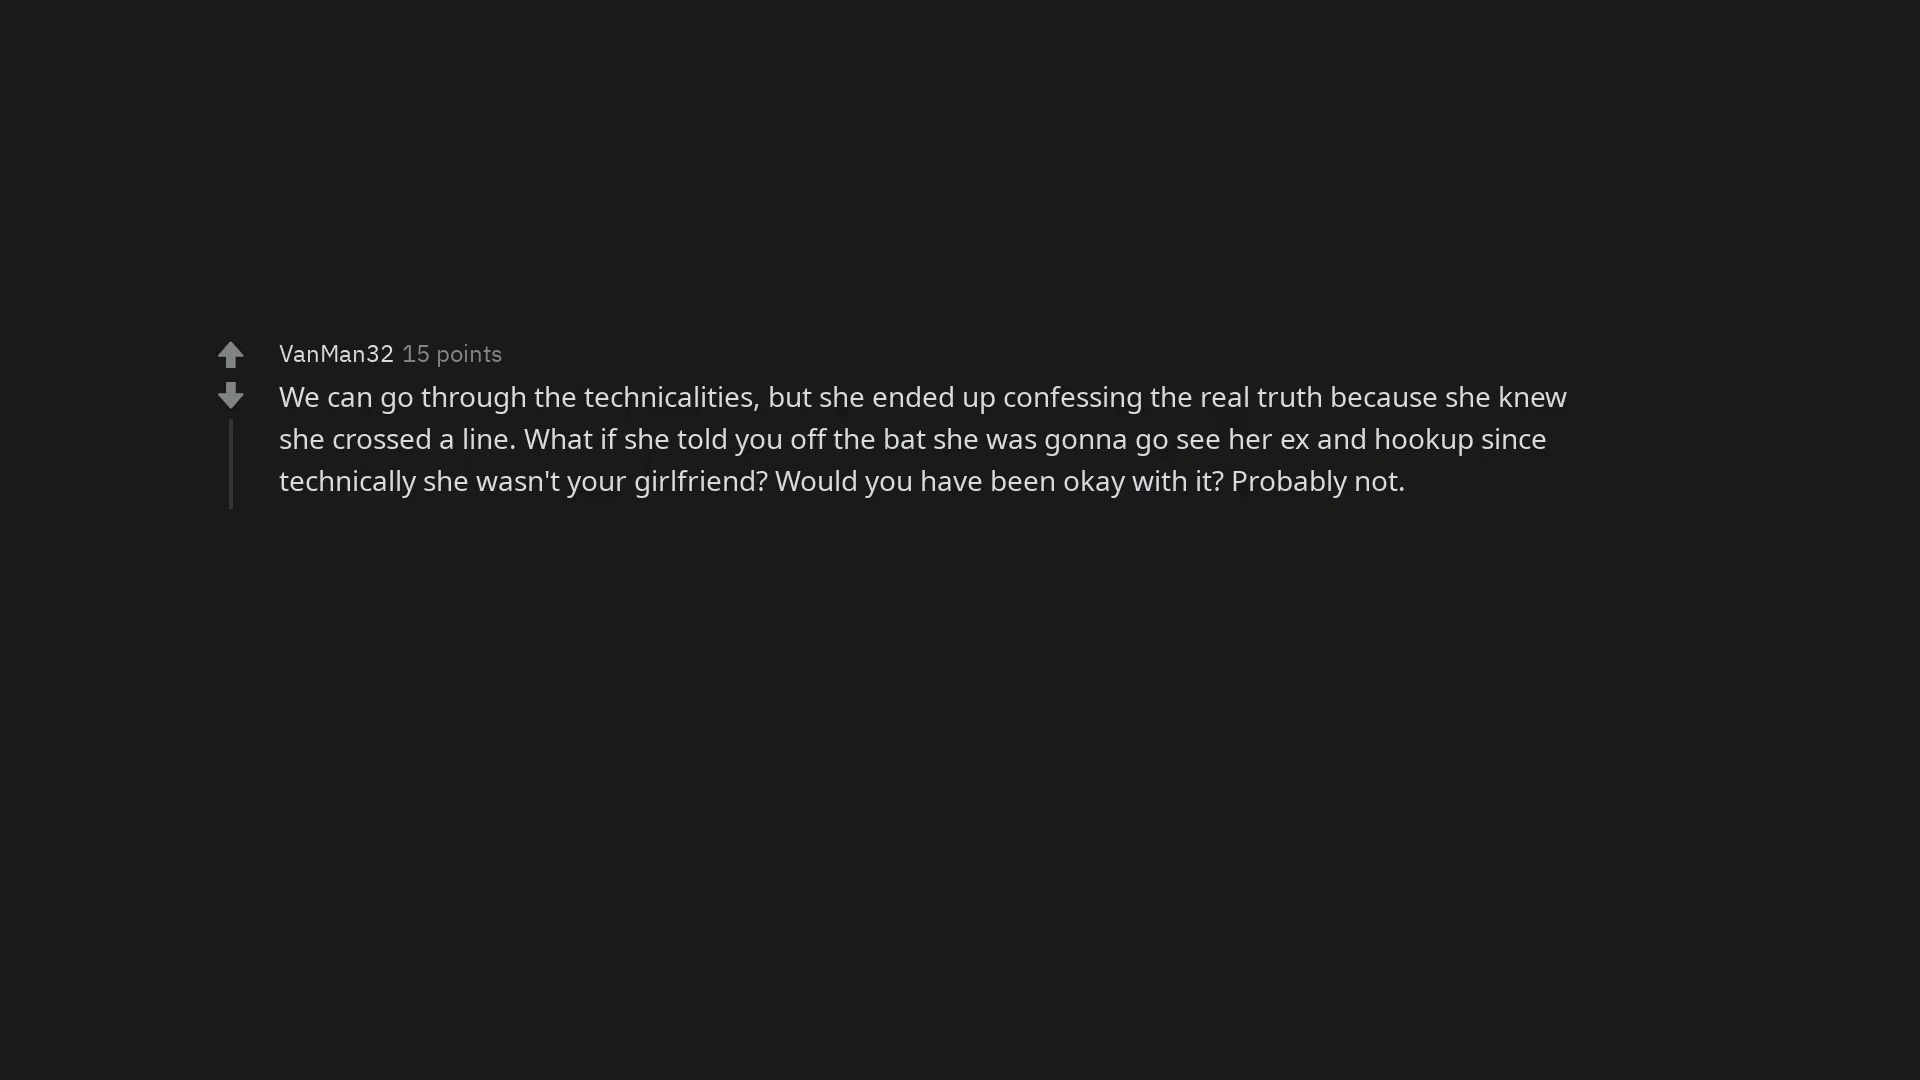 VanMan32 15 points
We can go through the technicalities, but she ended up confessing the real truth because she knew
she crossed a line. What if she told you off the bat she was gonna go see her ex and hookup since
technically she wasn't your girlfriend? Would you have been okay with it? Probably not.